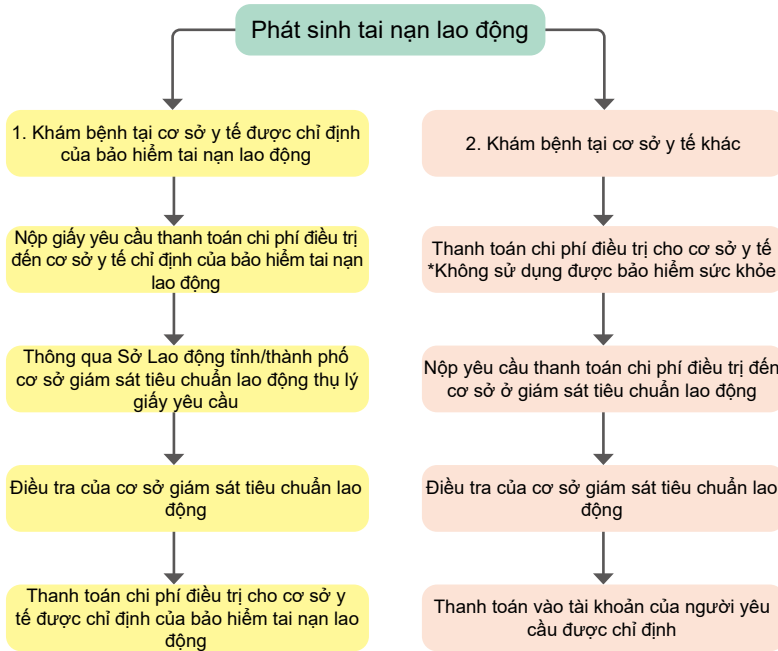 Phát sinh tai nạn lao động
1. Khám bệnh tại cơ sở y tế được chỉ định
của bảo hiểm tai nạn lao động
Nộp giấy yêu cầu thanh toán chi phí điều trị
đến cơ sở y tế chỉ định của bảo hiểm tai nạn
lao động
Thông qua Sở Lao động tỉnh/thành phố
cơ sở giám sát tiêu chuẩn lao động thụ lý
giấy yêu cầu
Điều tra của cơ sở giám sát tiêu chuẩn lao
động
Thanh toán chi phí điều trị cho cơ sở y
tế được chỉ định của bảo hiểm tai nạn lao
động
2. Khám bệnh tại cơ sở y tế khác
Thanh toán chi phí điều trị cho cơ sở y tế
*Không sử dụng được bảo hiểm sức khỏe
Nộp yêu cầu thanh toán chi phí điều trị đến
cơ sở ở giám sát tiêu chuẩn lao động
Điều tra của cơ sở giám sát tiêu chuẩn lao
động
Thanh toán vào tài khoản của người yêu
cầu được chỉ định